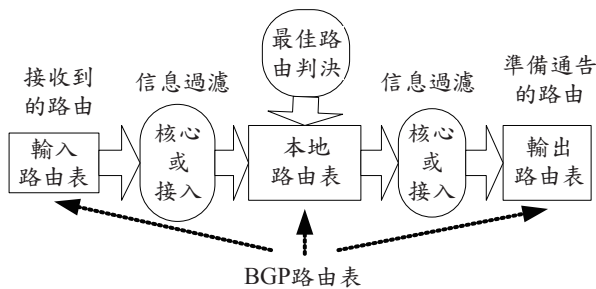 最佳路
由判決
接收到
的路由
信息過濾
信息過濾
準備通告
的路由
輸入
路由表
核心
或
接入
本地
路由表
核心
或
接入
輸出
路由表
BGP路由表